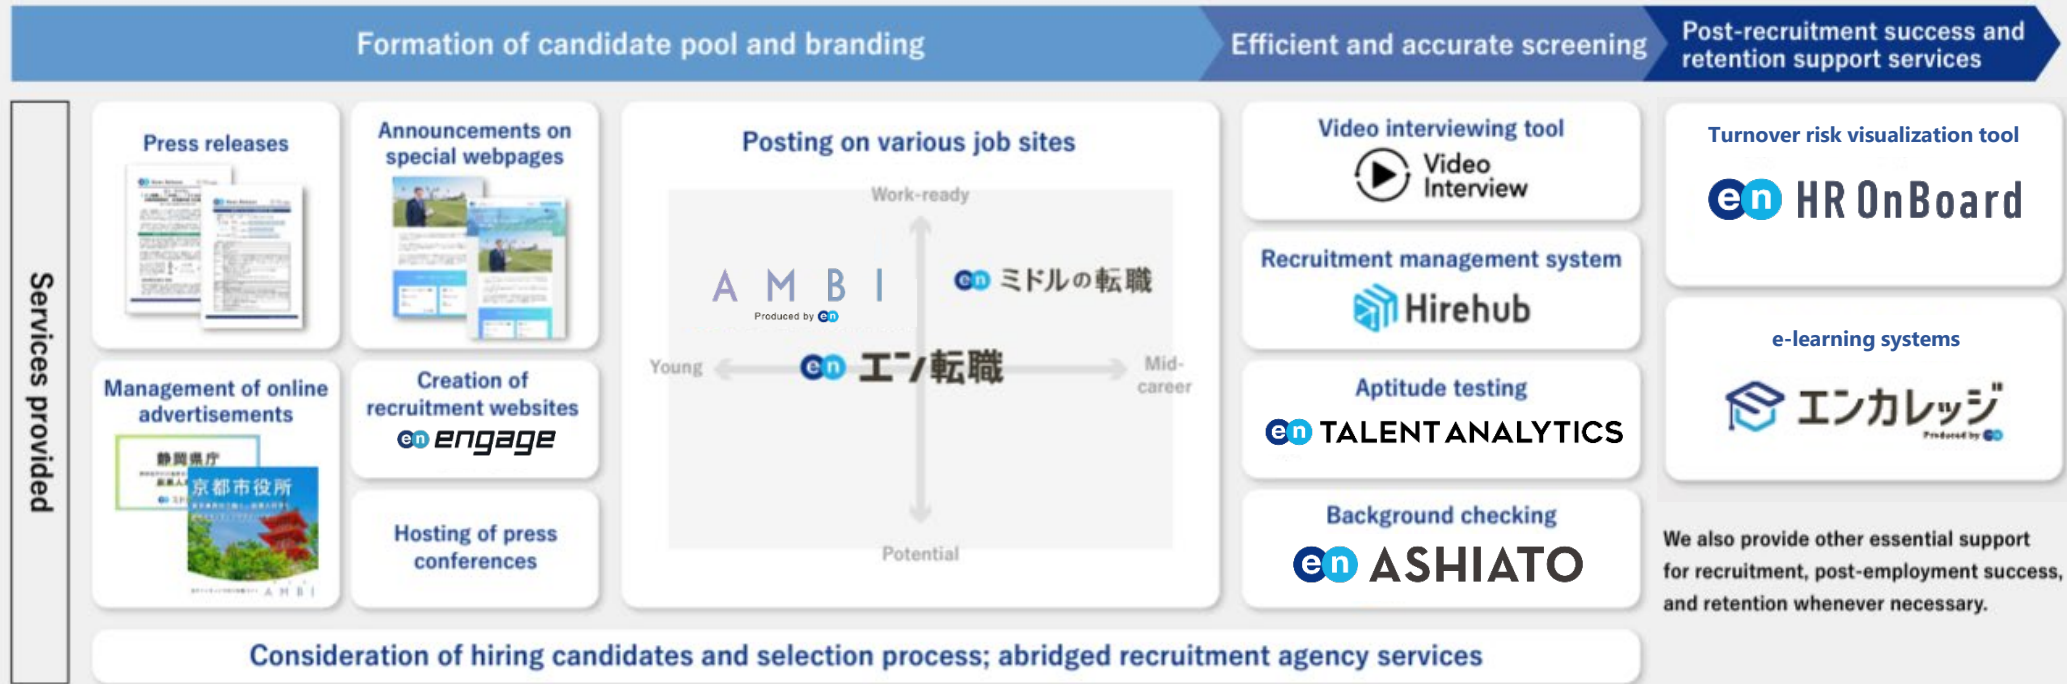 Formation of candidate pool and branding
Efficient and accurate screening
Post-recruitment success and
retention support services
Services provided
Press releases
Announcements on
special webpages
Management of online
advertisements
静岡県庁
京都市役所
AMBI
Creation of
recruitment websites
en engage
Hosting of press
conferences
Posting on various job sites
Work-ready
AMBI
Produced by en
en ミドルの転職
Young
en エン転職
Mid-
career
Potential
Video interviewing tool
Video
Interview
Recruitment management system
Hirehub
Aptitude testing
en TALENT ANALYTICS
Background checking
en ASHIATO
Turnover risk visualization tool
en HR OnBoard
e-learning systems
エンカレッジ
Produced by en
We also provide other essential support
for recruitment, post-employment success,
and retention whenever necessary.
Consideration of hiring candidates and selection process; abridged recruitment agency services